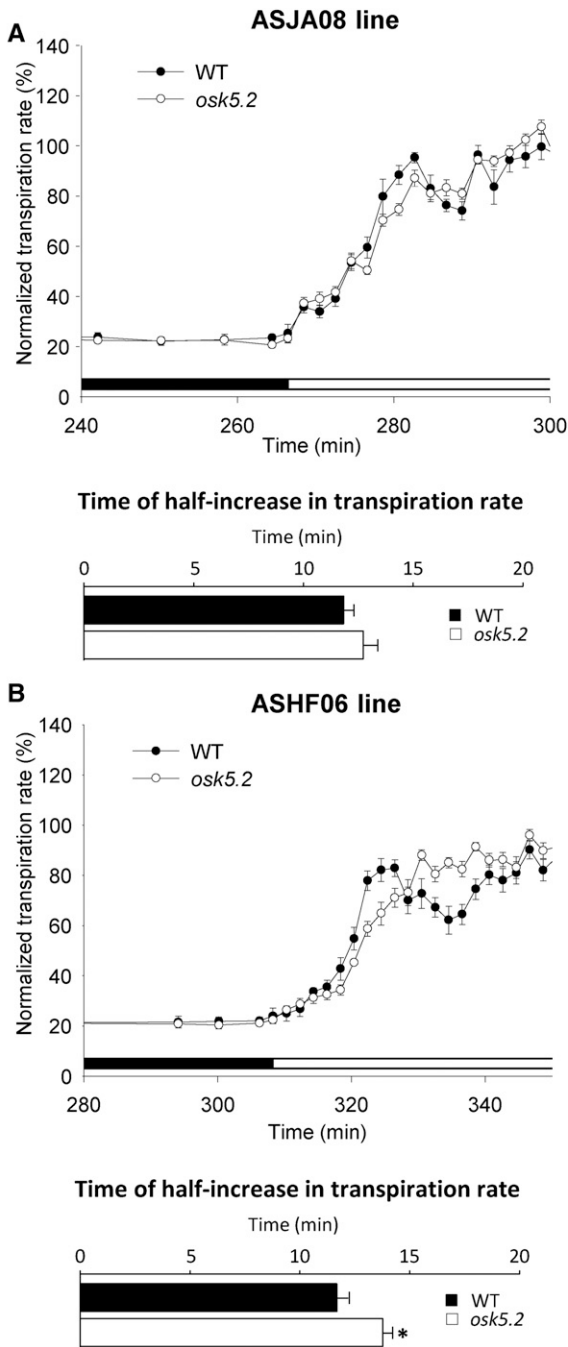 A
ASJA08 line
WT
osk5.2
Normalized transpiration rate (%)
140
120
100
80
60
40
20
0
240 260 280 300
Time (min)
Time of half-increase in transpiration rate
Time (min)
0 5 10 15 20
WT
osk5.2
B
ASHF06 line
WT
osk5.2
Normalized transpiration rate (%)
140
120
100
80
60
40
20
0
280 300 320 340
Time (min)
Time of half-increase in transpiration rate
Time (min)
0 5 10 15 20
WT
osk5.2
*